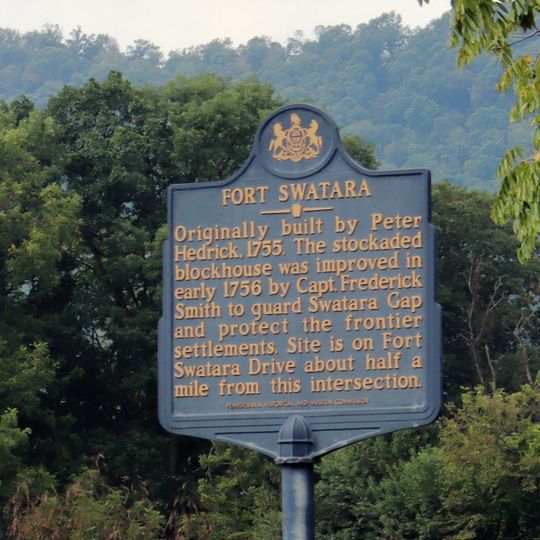 FORT SWATARA
Originally built by Peter
Hedrick, 1755. The stockaded
blockhouse was improved in
early 1756 by Capt. Frederick
Smith to guard Swatara Gap
and protect the frontier
settlements. Site is on Fort
Swatara Drive about half a
mile from this intersection.
PENNSYLVANIA HISTORICAL AND MUSEUM COMMISSION